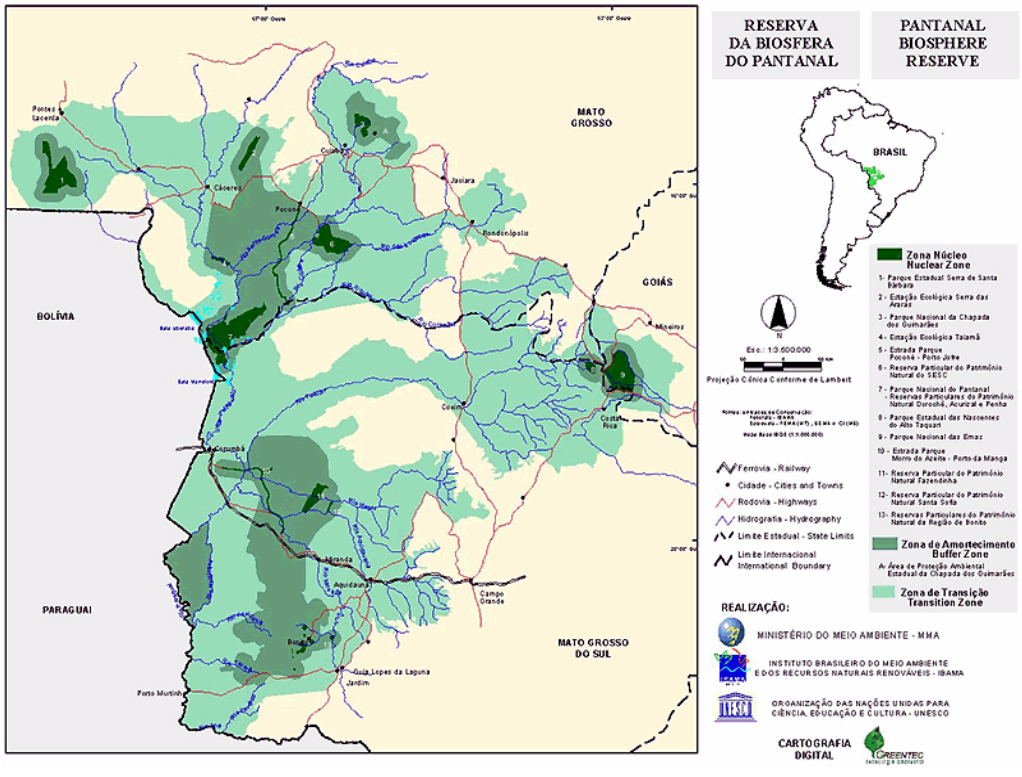 57°00' Oeste
53°00' Oeste
RESERVA
DA BIOSFERA
DO PANTANAL
PANTANAL
BIOSPHERE
RESERVE
Pontes
Lacerda
MATO
GROSSO
Cuiabá
BRASIL
Cáceres
Jaciara
Poconé
Rondonópolis
GOIÁS
BOLÍVIA
Mineiros
Coxim
Costa
Rica
Corumbá
Miranda
Aquidauana
Campo
Grande
PARAGUAI
MATO GROSSO
DO SUL
Guia Lopes da Laguna
Jardim
Porto Murtinho
N
Esc.: 1:3.500.000
50 0 50 km
Projeção Cônica Conforme de Lambert
Zona Núcleo
Nuclear Zone
1- Parque Estadual Serra de Santa
Bárbara
2 - Estação Ecológica Serra das
Araras
3 - Parque Nacional da Chapada
dos Guimarães
4 - Estação Ecológica Taiamã
5 - Estrada Parque
Poconé - Porto Jofre
6 - Reserva Particular do Patrimônio
Natural do SESC
7 - Parque Nacional do Pantanal
- Reservas Particulares do Patrimônio
Natural Dorochê, Acurizal e Penha
8 - Parque Estadual das Nascentes
do Alto Taquari
9 - Parque Nacional das Emas
10 - Estrada Parque
Morro do Azeite - Porto da Manga
11- Reserva Particular do Patrimônio
Natural Fazendinha
12- Reserva Particular do Patrimônio
Natural Santa Sofia
13- Reservas Particulares do Patrimônio
Natural da Região de Bonito
Zona de Amortecimento
Buffer Zone
A- Área de Proteção Ambiental
Estadual da Chapada dos Guimarães
Zona de Transição
Transition Zone
Ferrovia - Railway
Cidade - Cities and Towns
Rodovia - Highways
Hidrografia - Hydrography
Limite Estadual - State Limits
Limite Internacional
International Boundary
REALIZAÇÃO:
MINISTÉRIO DO MEIO AMBIENTE - MMA
IBAMA
INSTITUTO BRASILEIRO DO MEIO AMBIENTE
E DOS RECURSOS NATURAIS RENOVÁVEIS - IBAMA
UNESCO
ORGANIZAÇÃO DAS NAÇÕES UNIDAS PARA
CIÊNCIA, EDUCAÇÃO E CULTURA - UNESCO
CARTOGRAFIA
DIGITAL
GREENTEC